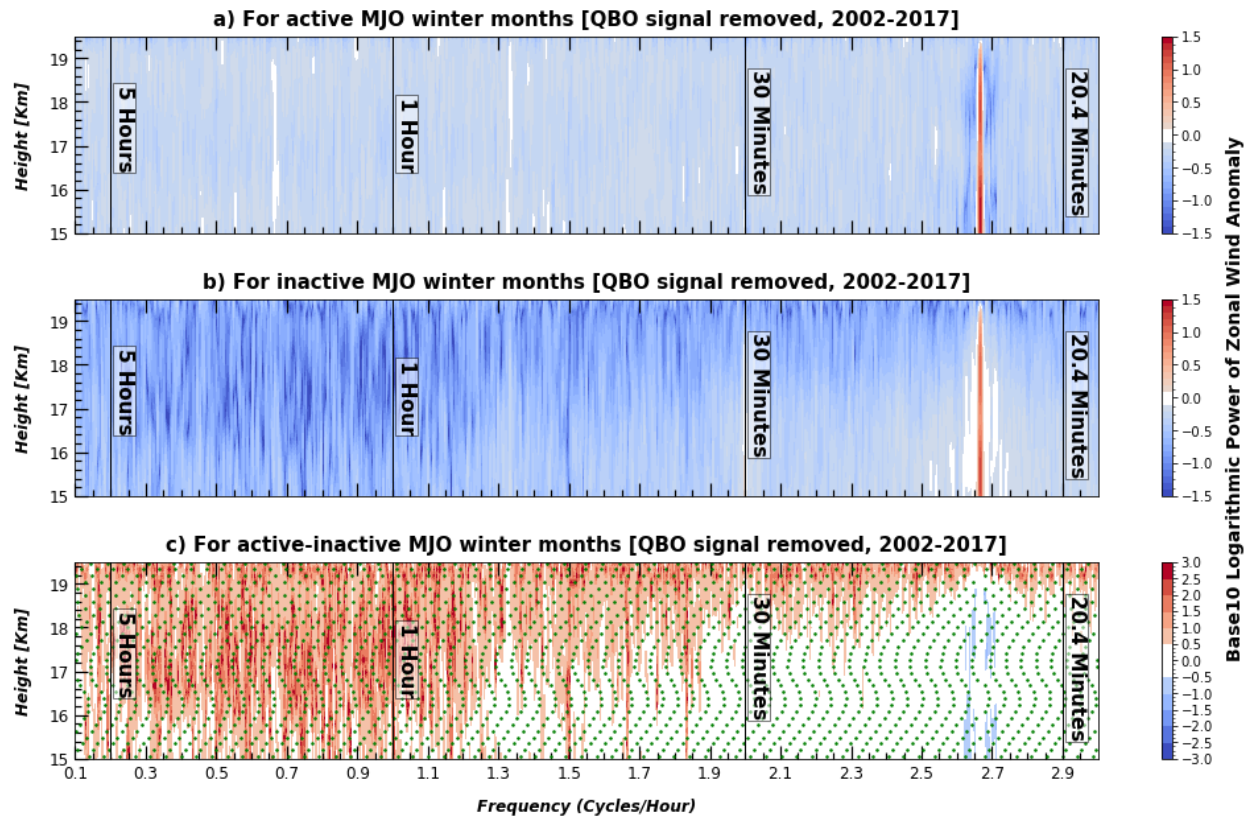 a) For active MJO winter months [QBO signal removed, 2002-2017]
Height [Km]
19
18
17
16
15
5 Hours
1 Hour
30 Minutes
20.4 Minutes
1.5
1.0
0.5
0.0
−0.5
−1.0
−1.5
b) For inactive MJO winter months [QBO signal removed, 2002-2017]
Height [Km]
19
18
17
16
15
5 Hours
1 Hour
30 Minutes
20.4 Minutes
1.5
1.0
0.5
0.0
−0.5
−1.0
−1.5
Base10 Logarithmic Power of Zonal Wind Anomaly
c) For active-inactive MJO winter months [QBO signal removed, 2002-2017]
Height [Km]
19
18
17
16
15
5 Hours
1 Hour
30 Minutes
20.4 Minutes
3.0
2.5
2.0
1.5
1.0
0.5
0.0
−0.5
−1.0
−1.5
−2.0
−2.5
−3.0
0.1 0.3 0.5 0.7 0.9 1.1 1.3 1.5 1.7 1.9 2.1 2.3 2.5 2.7 2.9
Frequency (Cycles/Hour)